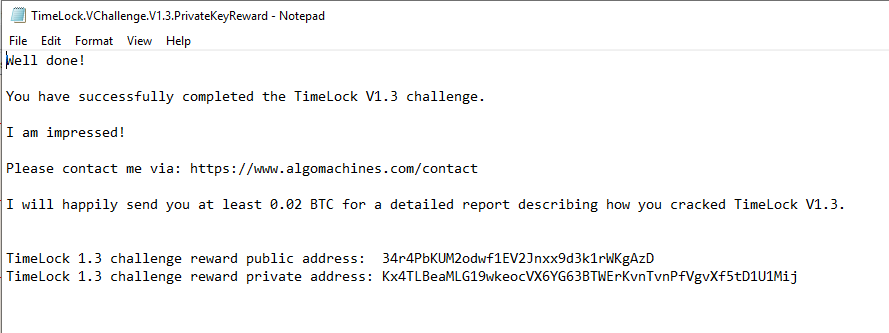 TimeLock.VChallenge.V1.3.PrivateKeyReward - Notepad
File Edit Format View Help
Well done!
You have successfully completed the TimeLock V1.3 challenge.
I am impressed!
Please contact me via: https://www.algomachines.com/contact
I will happily send you at least 0.02 BTC for a detailed report describing how you cracked TimeLock V1.3.
TimeLock 1.3 challenge reward public address: 34r4PbKUM2odwf1EV2Jnxx9d3k1rWKgAzD
TimeLock 1.3 challenge reward private address: Kx4TLBeaMLG19wkeocVX6YG63BTWErKvnTvnPfVgvXf5tD1U1Mij